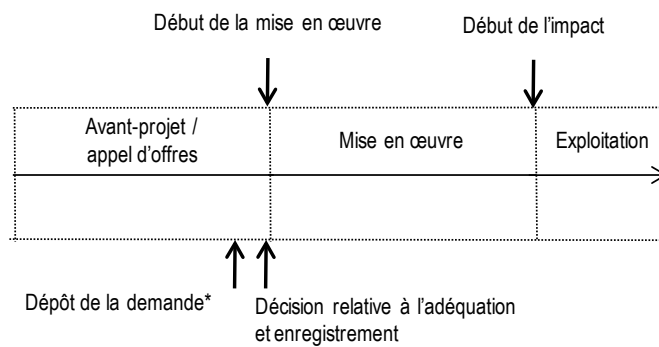 Début de la mise en œuvre
Début de l'impact
Avant-projet /
appel d'offres
Mise en œuvre
Exploitation
Dépôt de la demande*
Décision relative à l'adéquation
et enregistrement